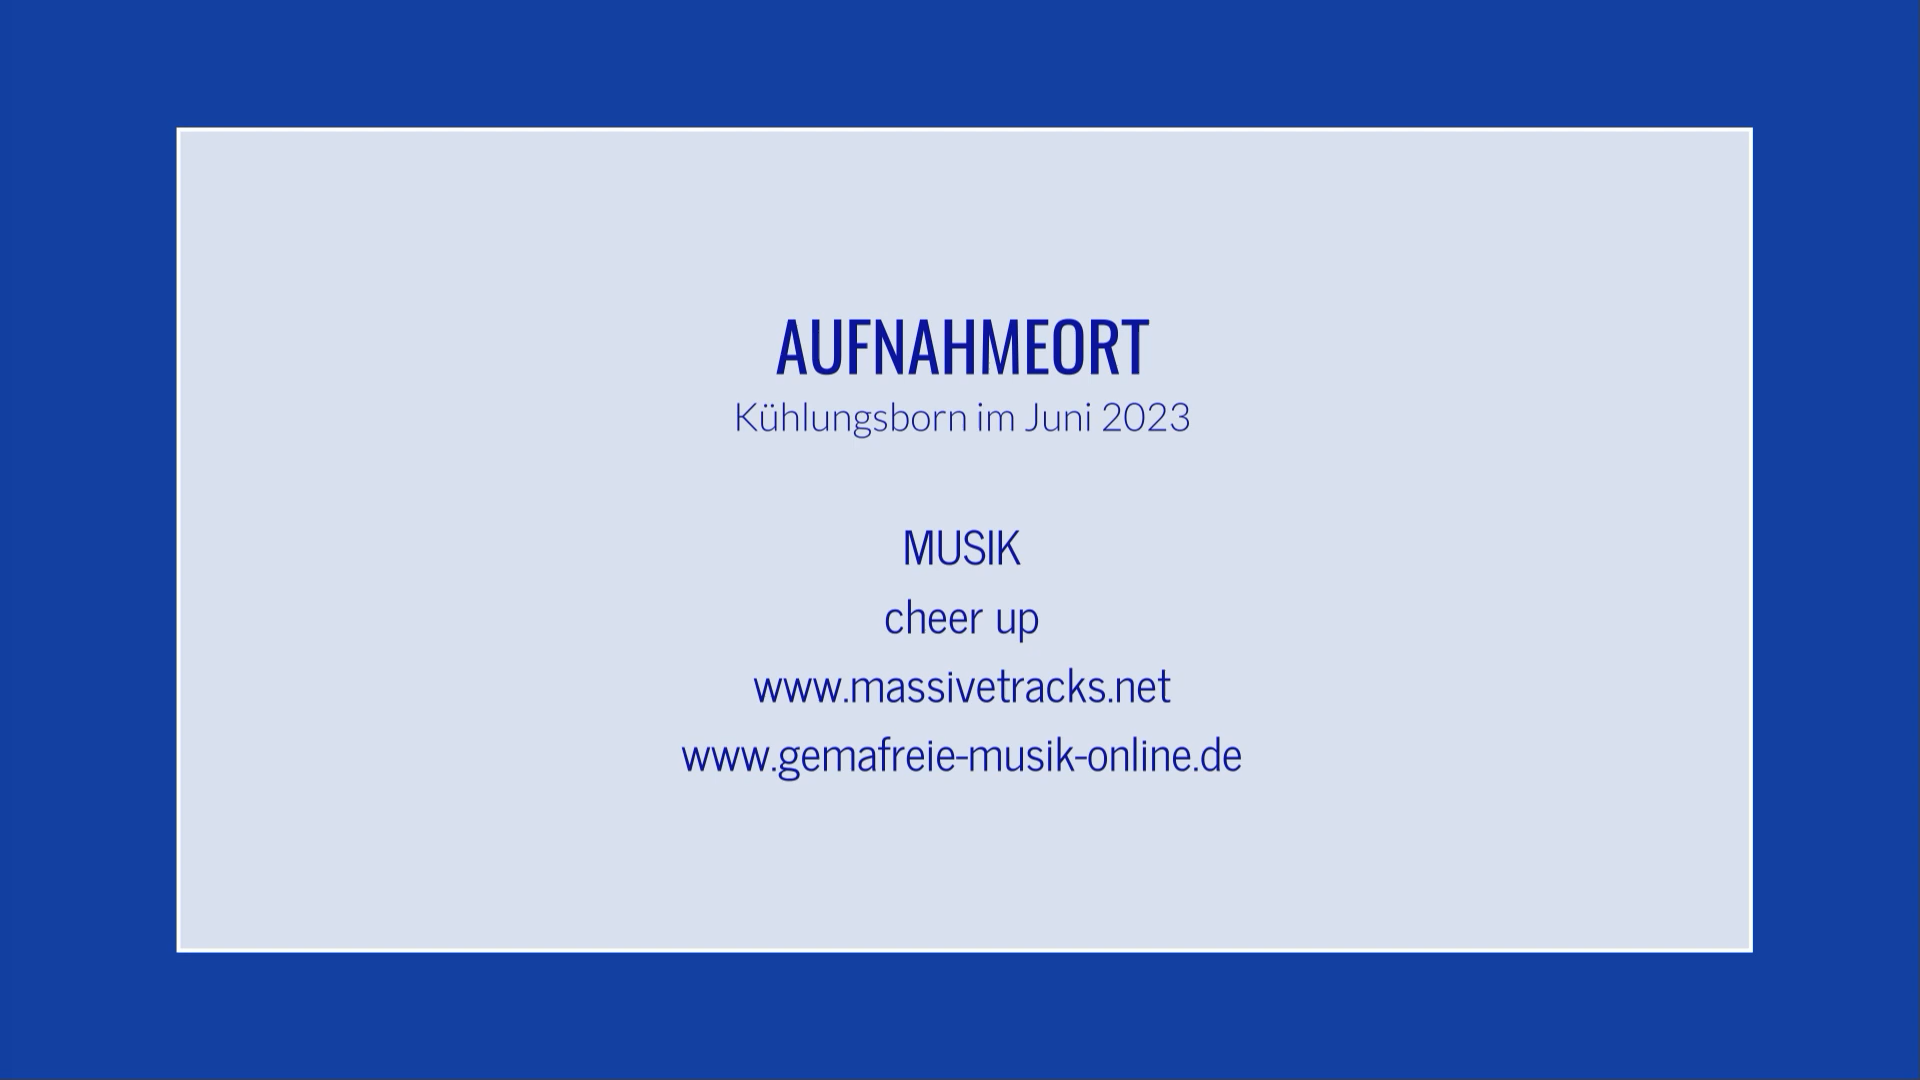 AUFNAHMEORT
Kühlungsborn im Juni 2023
MUSIK
cheer up
www.massivetracks.net
www.gemafreie-musik-online.de